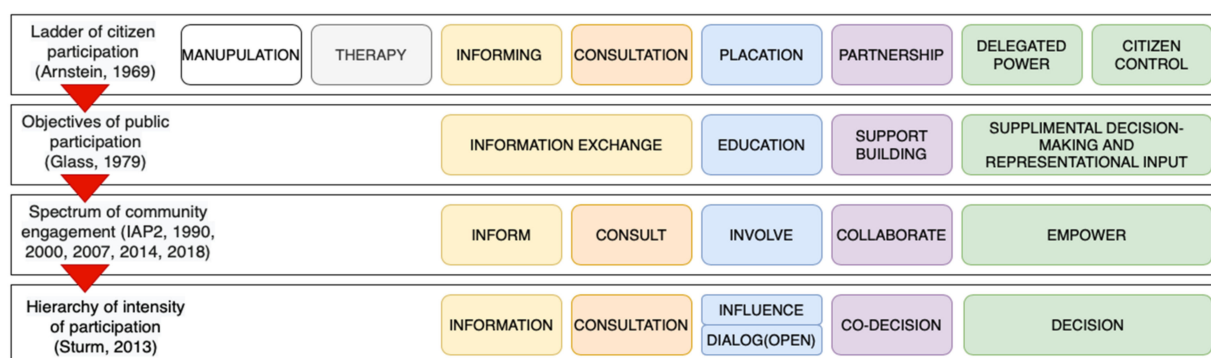 Ladder of citizen
participation
(Arnstein, 1969)
MANUPULATION
THERAPY
INFORMING
CONSULTATION
PLACATION
PARTNERSHIP
DELEGATED
POWER
CITIZEN
CONTROL
Objectives of public
participation
(Glass, 1979)
INFORMATION EXCHANGE
EDUCATION
SUPPORT
BUILDING
SUPPLIMENTAL DECISION-
MAKING AND
REPRESENTATIONAL INPUT
Spectrum of community
engagement (IAP2, 1990,
2000, 2007, 2014, 2018)
INFORM
CONSULT
INVOLVE
COLLABORATE
EMPOWER
Hierarchy of intensity
of participation
(Sturm, 2013)
INFORMATION
CONSULTATION
INFLUENCE
DIALOG(OPEN)
CO-DECISION
DECISION